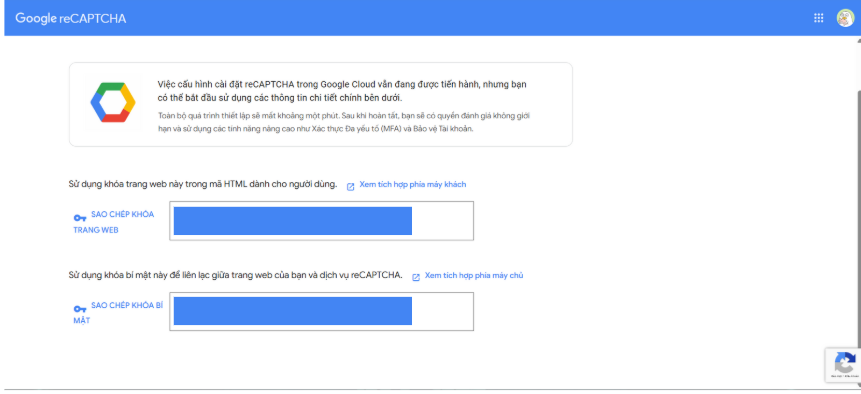 Google reCAPTCHA
Việc cấu hình cài đặt reCAPTCHA trong Google Cloud vẫn đang được tiến hành, nhưng bạn
có thể bắt đầu sử dụng các thông tin chi tiết chính bên dưới.
Toàn bộ quá trình thiết lập sẽ mất khoảng một phút. Sau khi hoàn tất, bạn sẽ có quyền đánh giá không giới
hạn và sử dụng các tính năng nâng cao như Xác thực Đa yếu tố (MFA) và Bảo vệ Tài khoản.
Sử dụng khóa trang web này trong mã HTML dành cho người dùng. Xem tích hợp phía máy khách
SAO CHÉP KHÓA
TRANG WEB
Sử dụng khóa bí mật này để liên lạc giữa trang web của bạn và dịch vụ reCAPTCHA. Xem tích hợp phía máy chủ
SAO CHÉP KHÓA BÍ
MẬT